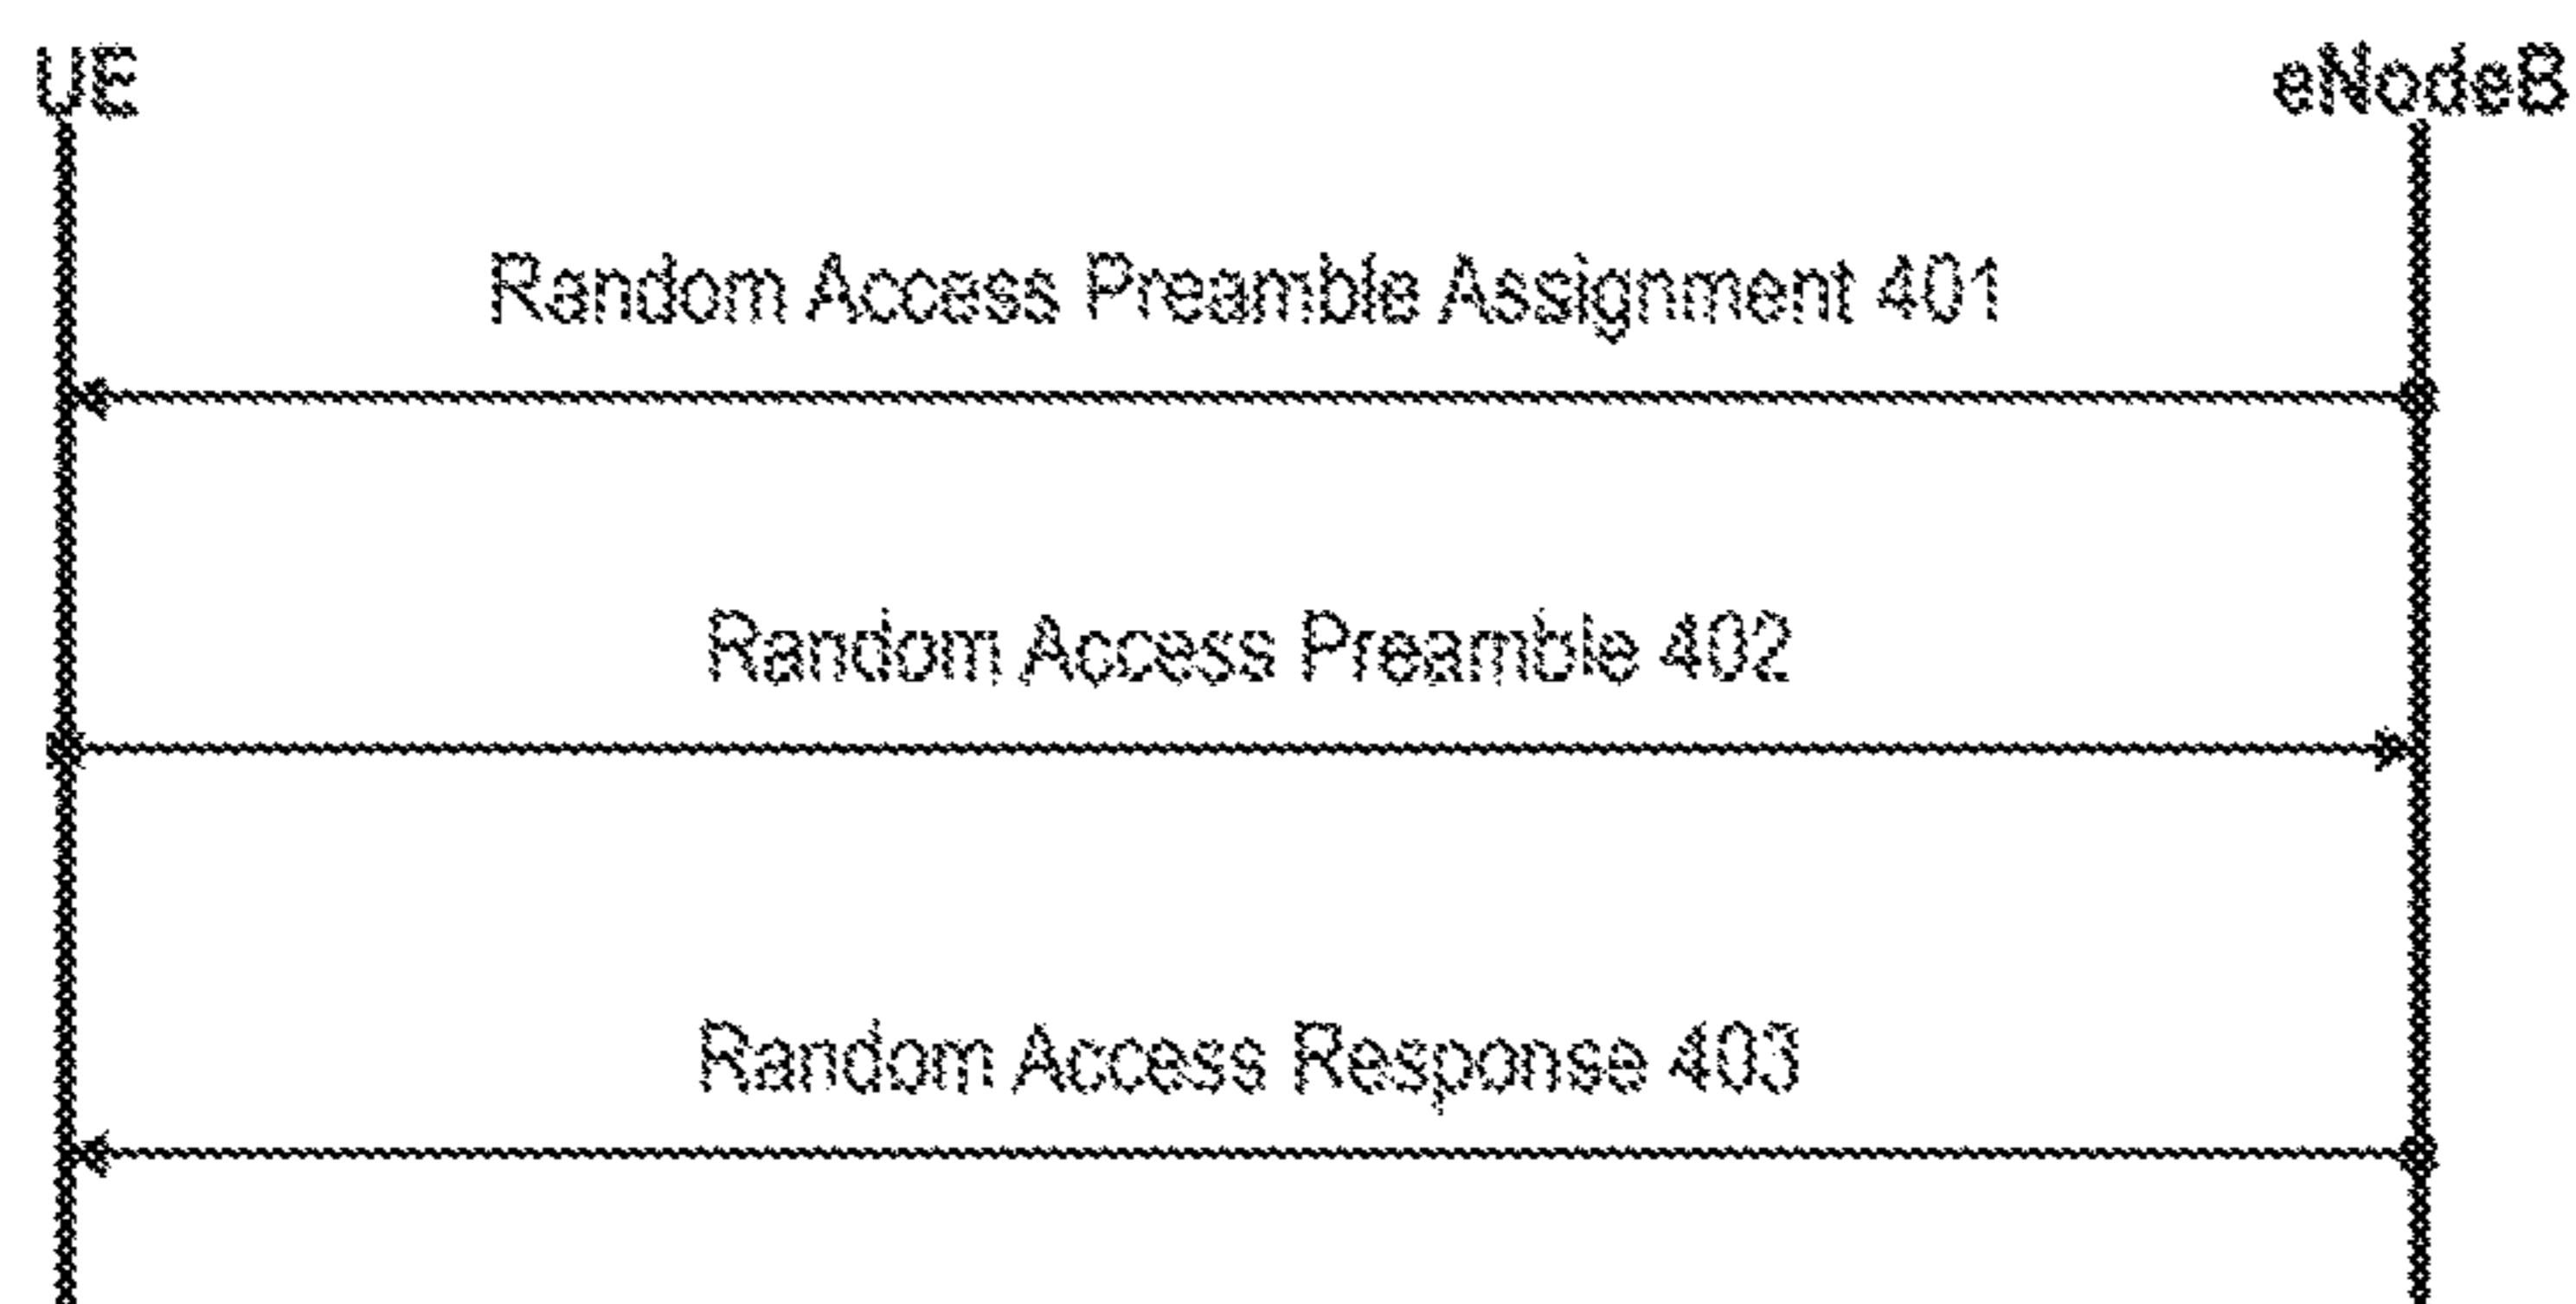 UE eNodeB
Random Access Preamble Assignment 401
Random Access Preamble 402
Random Access Response 403